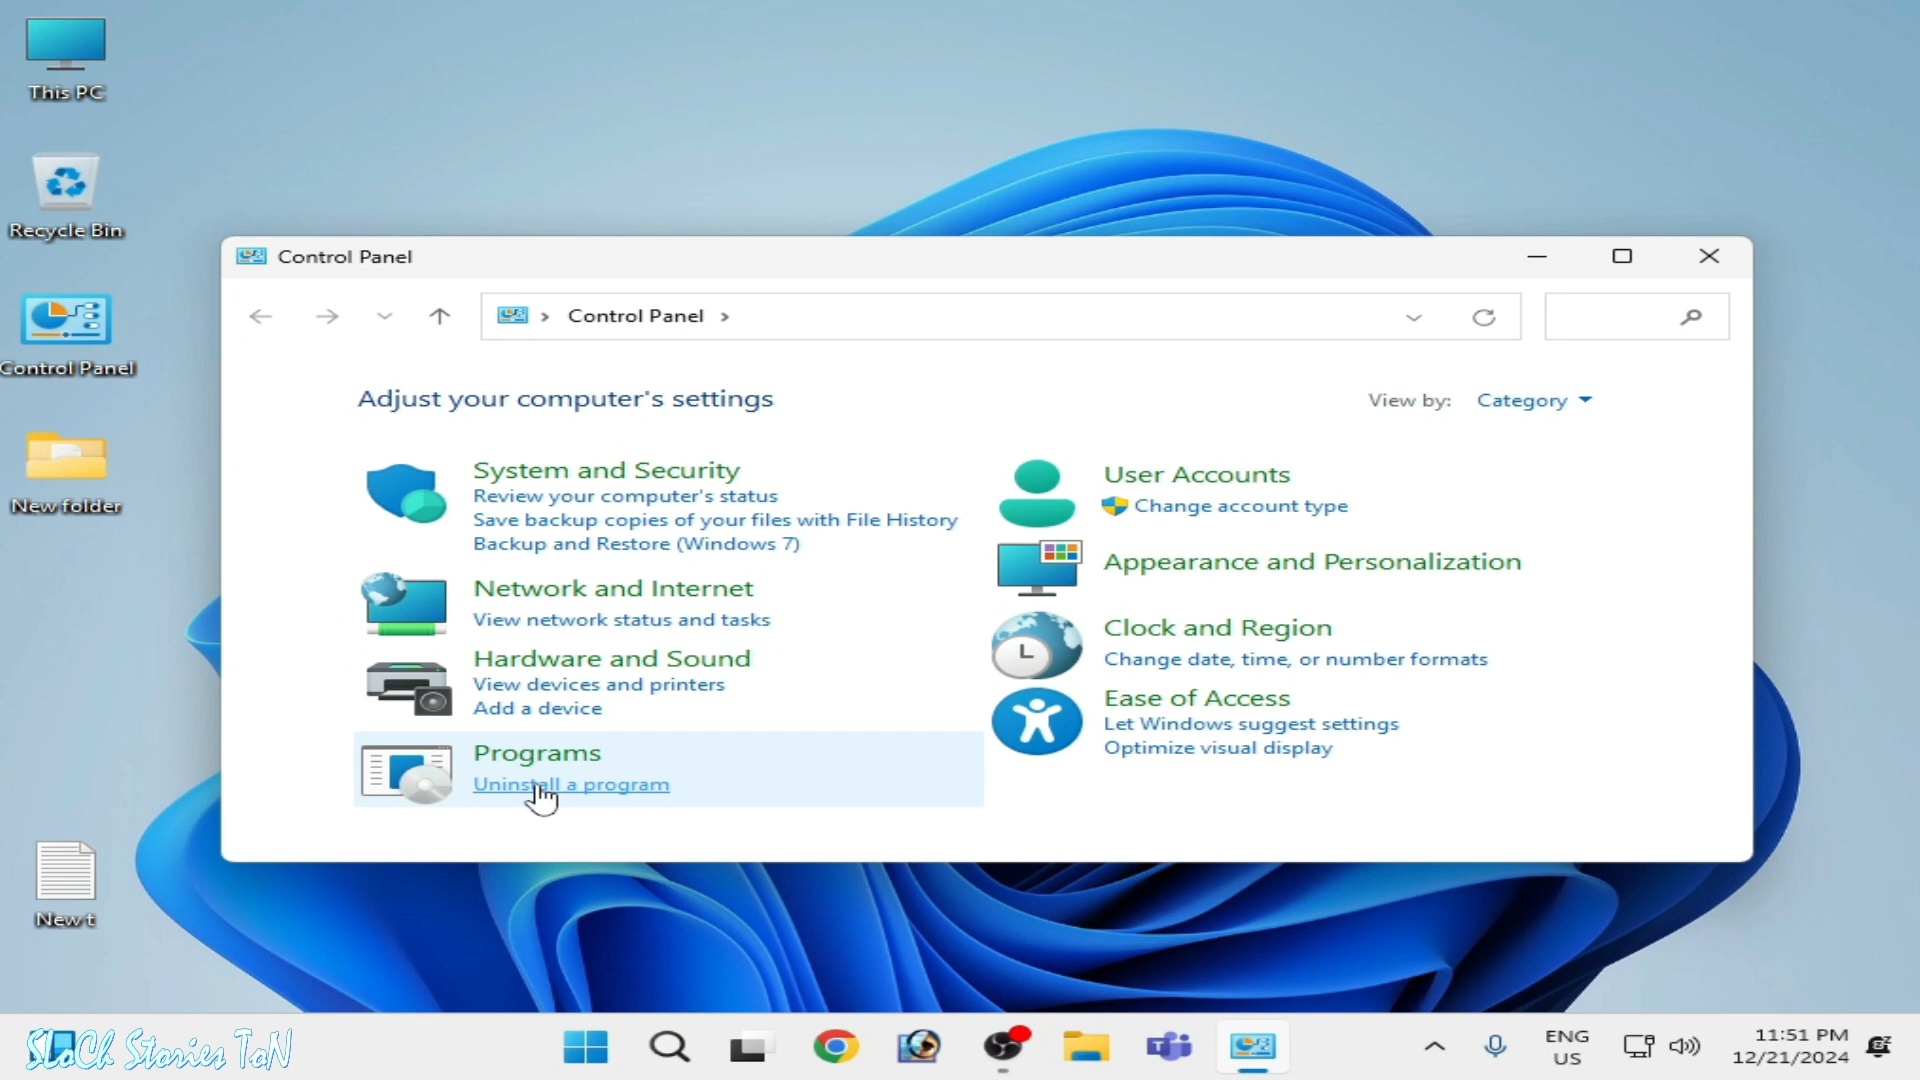 This PC
Recycle Bin
Control Panel
New folder
New t
Control Panel
Control Panel
Adjust your computer's settings
View by: Category
System and Security
Review your computer's status
Save backup copies of your files with File History
Backup and Restore (Windows 7)
Network and Internet
View network status and tasks
Hardware and Sound
View devices and printers
Add a device
Programs
Uninstall a program
User Accounts
Change account type
Appearance and Personalization
Clock and Region
Change date, time, or number formats
Ease of Access
Let Windows suggest settings
Optimize visual display
SLoCh Stories ToN
ENG
US
11:51 PM
12/21/2024